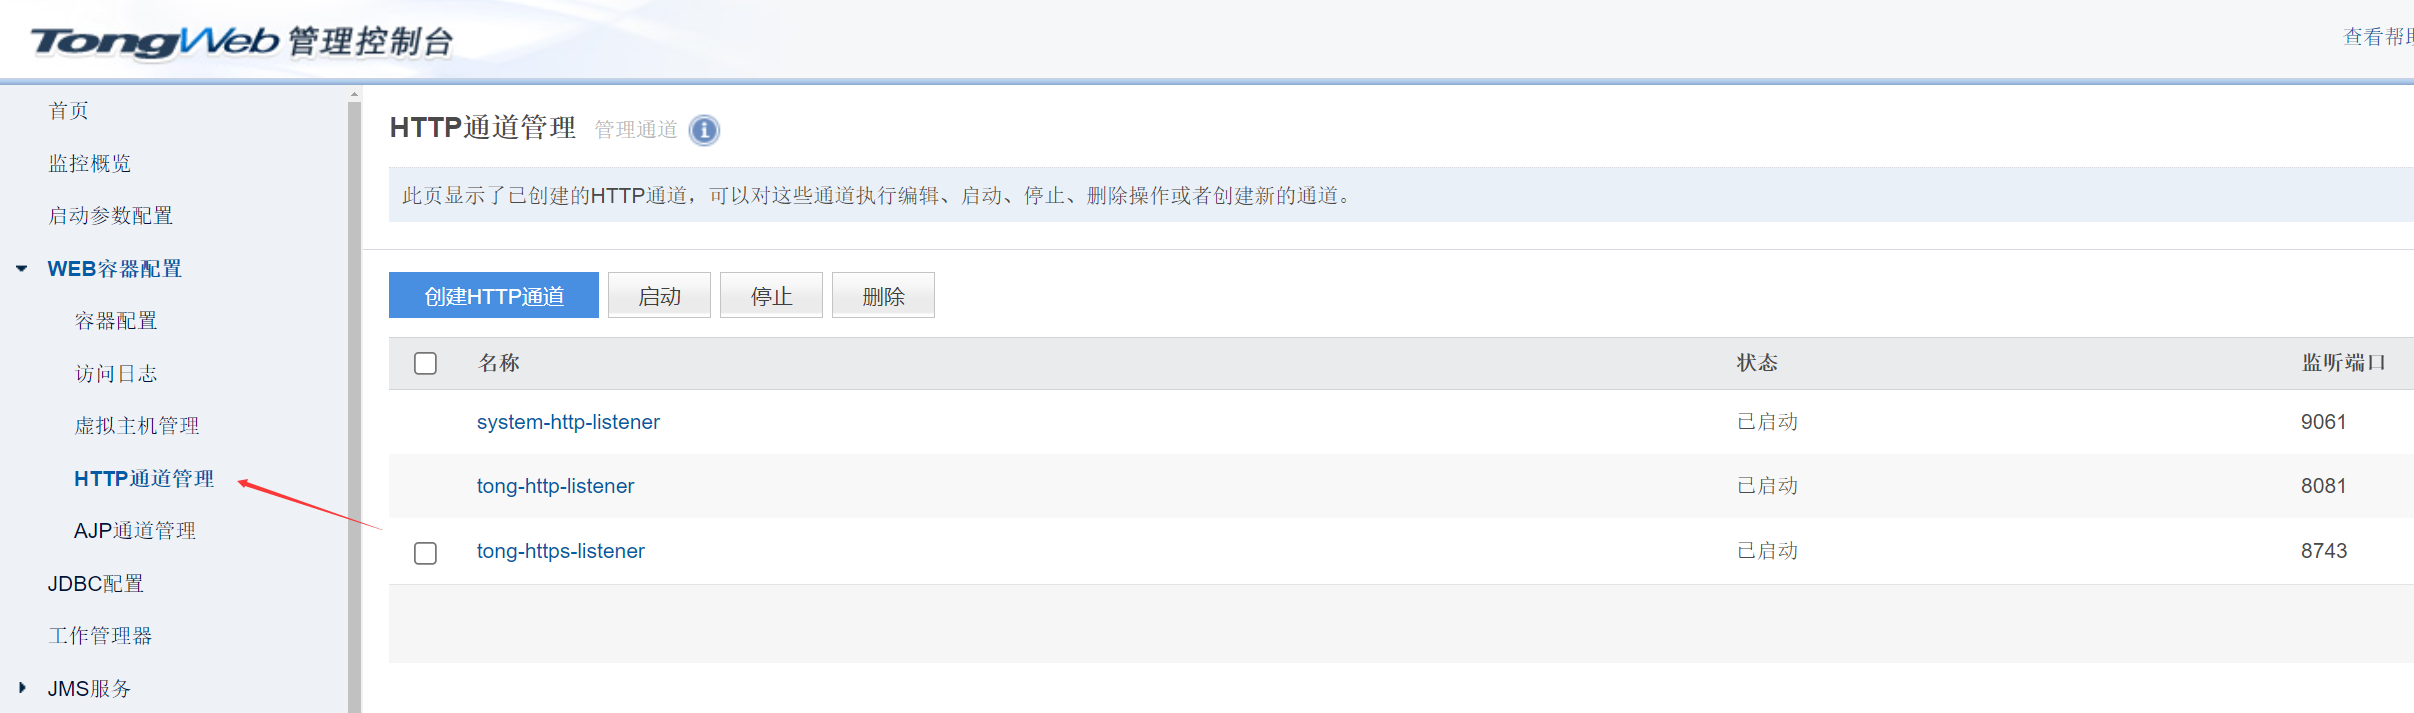 TongWeb 管理控制台
查看帮助
首页
监控概览
启动参数配置
WEB容器配置
容器配置
访问日志
虚拟主机管理
HTTP通道管理
AJP通道管理
JDBC配置
工作管理器
JMS服务
HTTP通道管理 管理通道
此页显示了已创建的HTTP通道，可以对这些通道执行编辑、启动、停止、删除操作或者创建新的通道。
创建HTTP通道 启动 停止 删除
名称 状态 监听端口
system-http-listener 已启动 9061
tong-http-listener 已启动 8081
tong-https-listener 已启动 8743